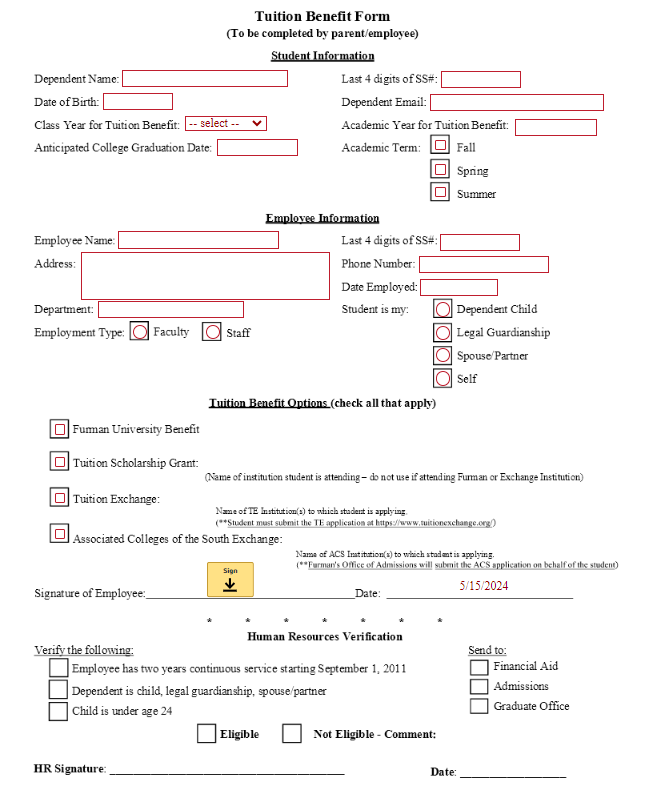 Tuition Benefit Form
(To be completed by parent/employee)
Student Information
Dependent Name: Last 4 digits of SS#:
Date of Birth: Dependent Email:
Class Year for Tuition Benefit: -- select -- Academic Year for Tuition Benefit:
Anticipated College Graduation Date: Academic Term: Fall
Spring
Summer
Employee Information
Employee Name: Last 4 digits of SS#:
Address: Phone Number:
Date Employed:
Department: Student is my: Dependent Child
Employment Type: Faculty Staff Legal Guardianship
Spouse/Partner
Self
Tuition Benefit Options (check all that apply)
Furman University Benefit
Tuition Scholarship Grant:
(Name of institution student is attending – do not use if attending Furman or Exchange Institution)
Tuition Exchange:
Name of TE Institution(s) to which student is applying.
(**Student must submit the TE application at https://www.tuitionexchange.org/)
Associated Colleges of the South Exchange:
Name of ACS Institution(s) to which student is applying.
(**Furman's Office of Admissions will submit the ACS application on behalf of the student)
Sign
Signature of Employee: Date: 5/15/2024
* * * * * * *
Human Resources Verification
Verify the following: Send to:
Employee has two years continuous service starting September 1, 2011 Financial Aid
Dependent is child, legal guardianship, spouse/partner Admissions
Child is under age 24 Graduate Office
Eligible Not Eligible - Comment:
HR Signature: Date: